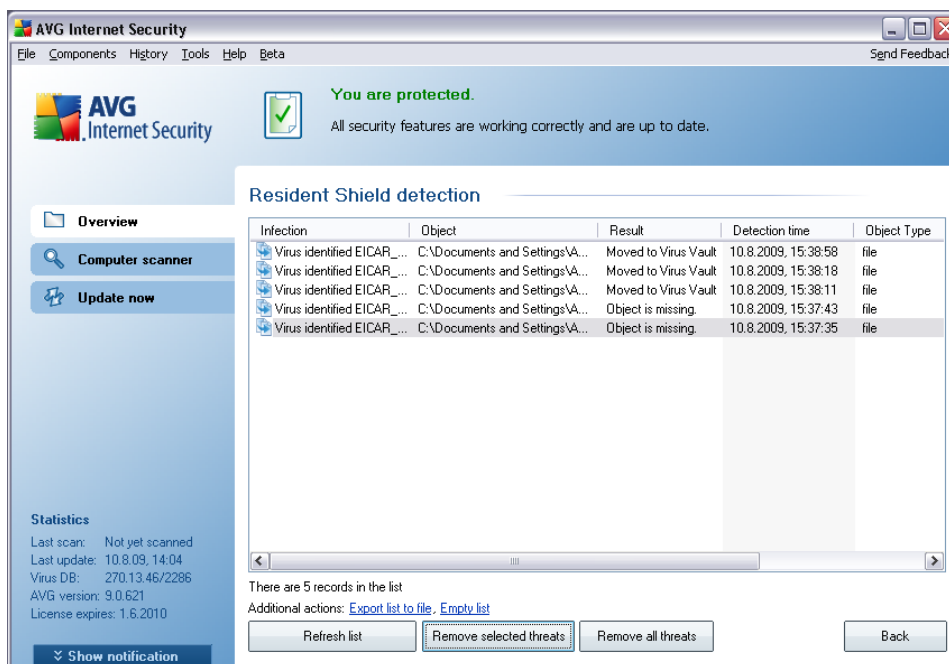 AVG Internet Security
File Components History Tools Help Beta Send Feedback
AVG
Internet Security
You are protected.
All security features are working correctly and are up to date.
Resident Shield detection
Overview
Computer scanner
Update now
Infection Object Result Detection time Object Type
Virus identified EICAR_... C:\Documents and Settings\A... Moved to Virus Vault 10.8.2009, 15:38:58 file
Virus identified EICAR_... C:\Documents and Settings\A... Moved to Virus Vault 10.8.2009, 15:38:18 file
Virus identified EICAR_... C:\Documents and Settings\A... Moved to Virus Vault 10.8.2009, 15:38:11 file
Virus identified EICAR_... C:\Documents and Settings\A... Object is missing. 10.8.2009, 15:37:43 file
Virus identified EICAR_... C:\Documents and Settings\A... Object is missing. 10.8.2009, 15:37:35 file
Statistics
Last scan: Not yet scanned
Last update: 10.8.09, 14:04
Virus DB: 270.13.46/2286
AVG version: 9.0.621
License expires: 1.6.2010
Show notification
There are 5 records in the list
Additional actions: Export list to file, Empty list
Refresh list Remove selected threats Remove all threats Back